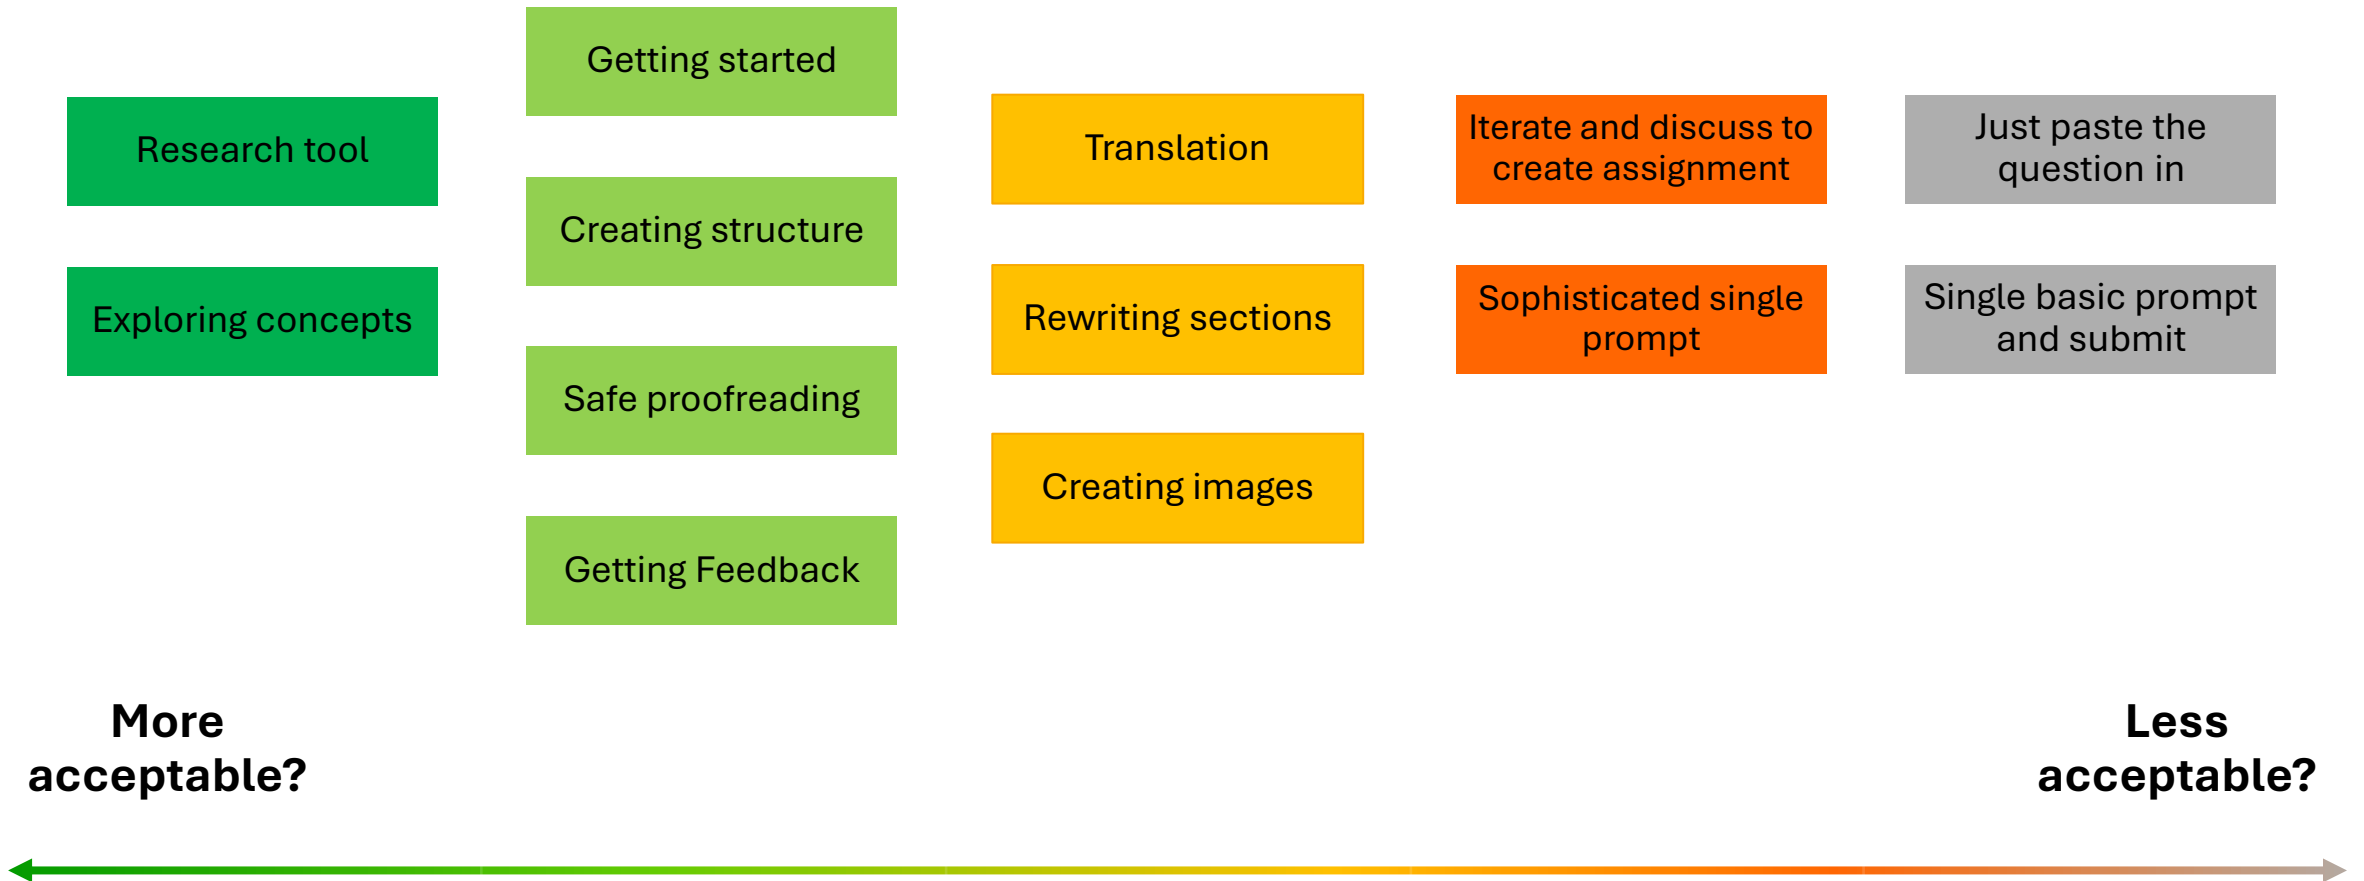 Research tool
Exploring concepts
Getting started
Creating structure
Safe proofreading
Getting Feedback
Translation
Rewriting sections
Creating images
Iterate and discuss to
create assignment
Sophisticated single
prompt
Just paste the
question in
Single basic prompt
and submit
More
acceptable?
Less
acceptable?